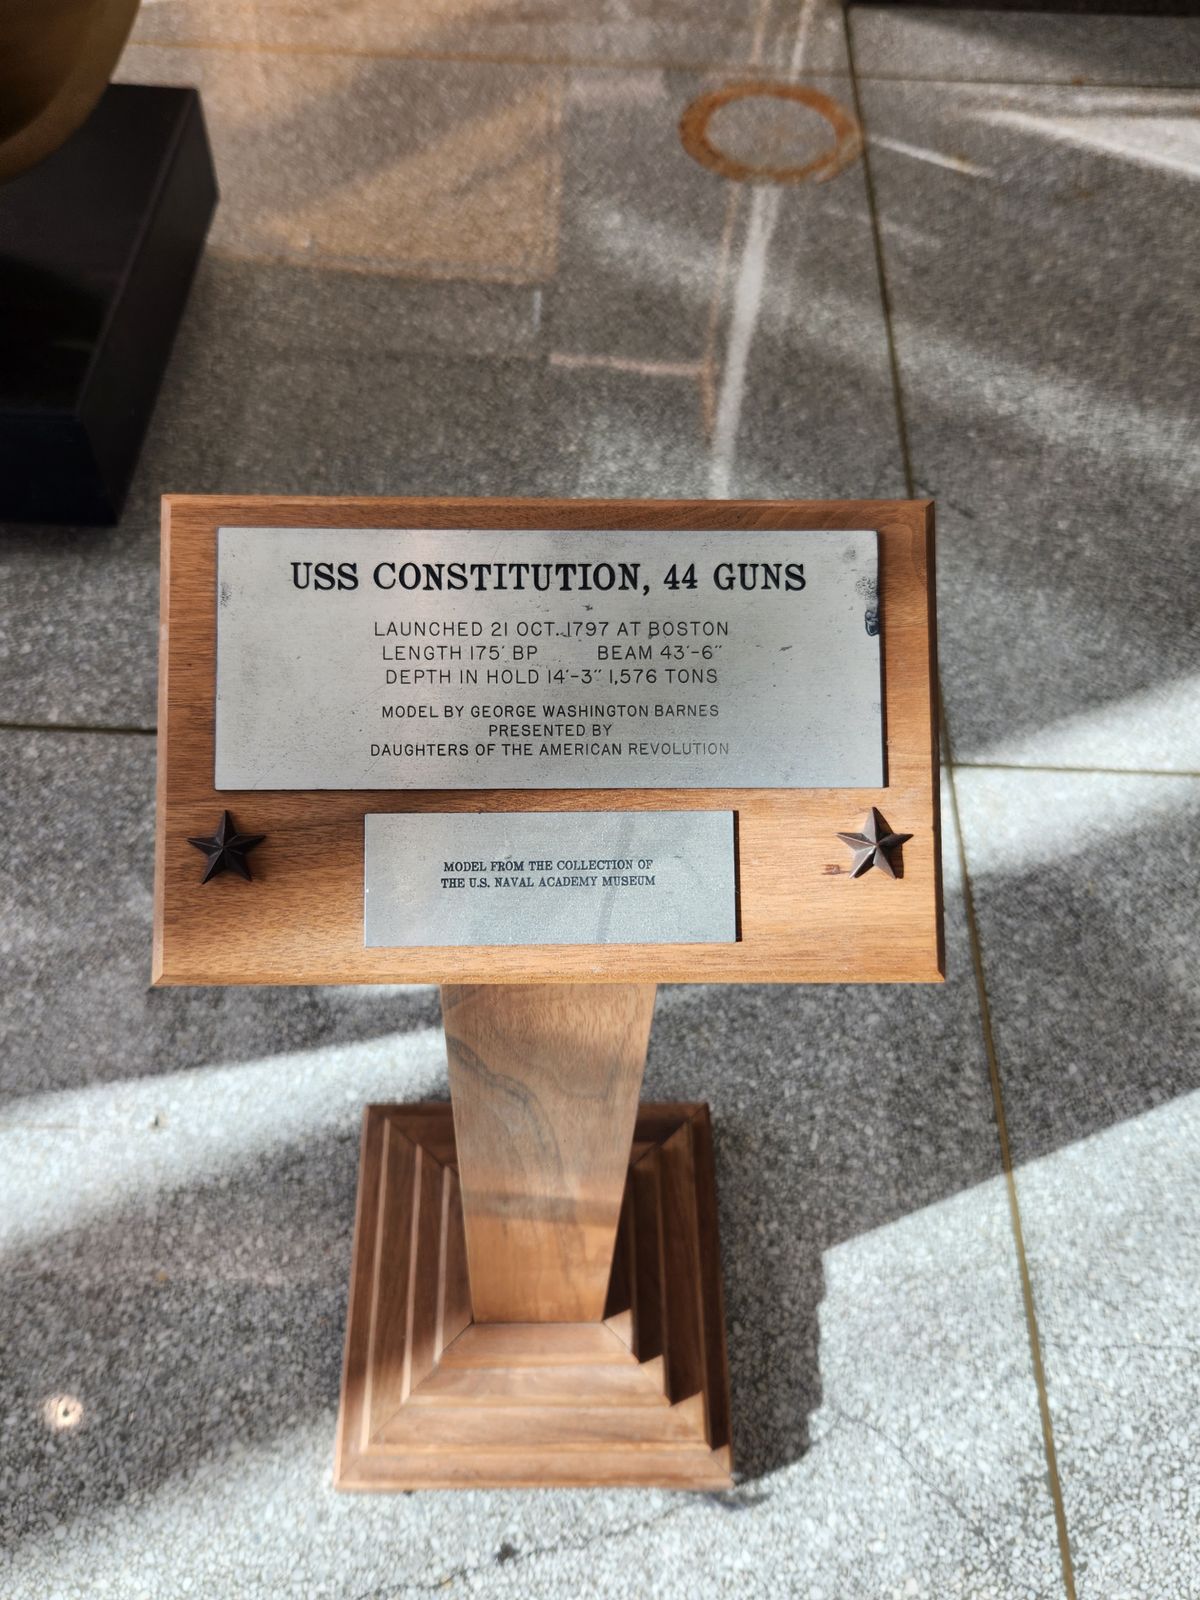 USS CONSTITUTION, 44 GUNS
LAUNCHED 21 OCT. 1797 AT BOSTON
LENGTH 175′ BP BEAM 43′-6″
DEPTH IN HOLD 14′-3″ 1,576 TONS
MODEL BY GEORGE WASHINGTON BARNES
PRESENTED BY
DAUGHTERS OF THE AMERICAN REVOLUTION
MODEL FROM THE COLLECTION OF
THE U.S. NAVAL ACADEMY MUSEUM